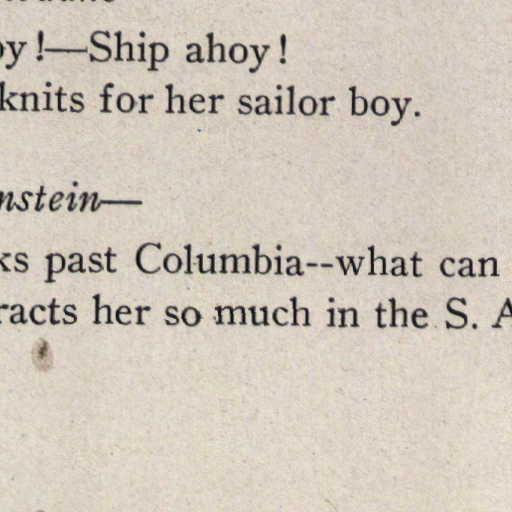 oy!—Ship ahoy!
knits for her sailor boy.
nstein—
ks past Columbia--what can
racts her so much in the S. A